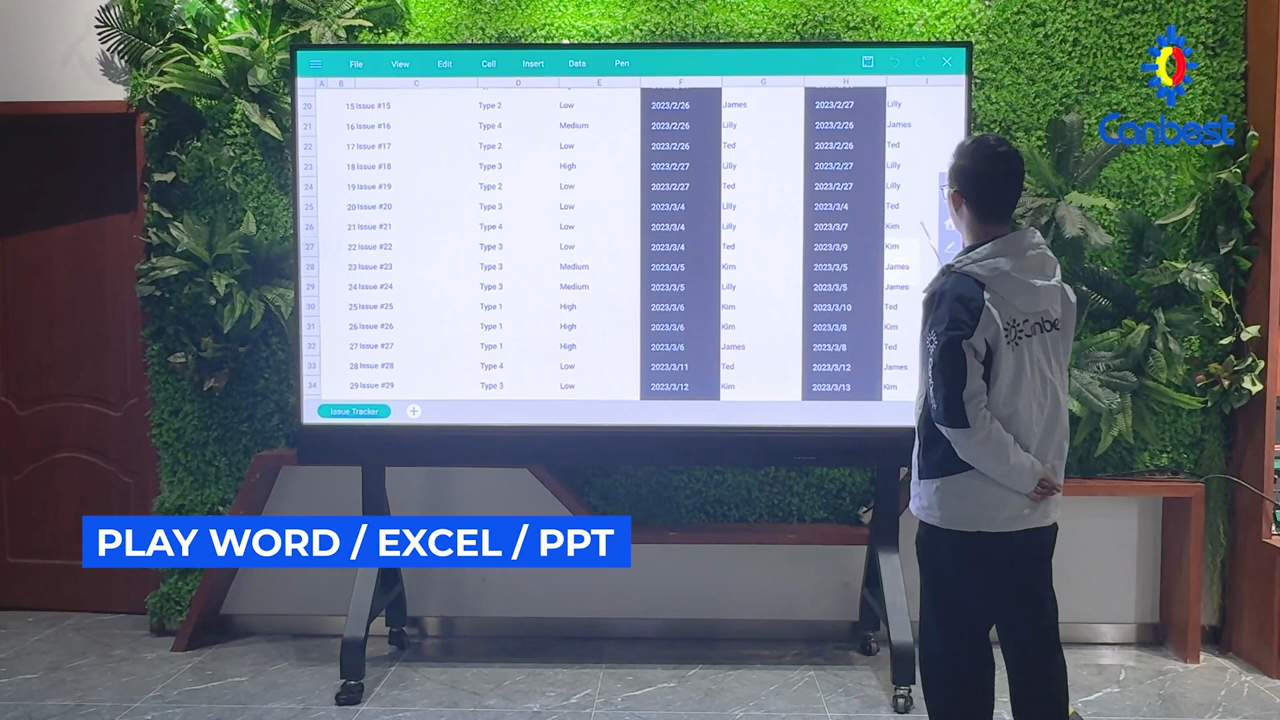 File View Edit Cell Insert Data Pen
A B C D E F G H I
20 15 Issue #15 Type 2 Low 2023/2/26 James 2023/2/27 Lilly
21 16 Issue #16 Type 4 Medium 2023/2/26 Lilly 2023/2/26 James
22 17 Issue #17 Type 2 Low 2023/2/26 Ted 2023/2/26 Ted
23 18 Issue #18 Type 3 High 2023/2/27 Lilly 2023/2/27 Lilly
24 19 Issue #19 Type 2 Low 2023/2/27 Ted 2023/2/27 Lilly
25 20 Issue #20 Type 3 Low 2023/3/4 Lilly 2023/3/4 Ted
26 21 Issue #21 Type 4 Low 2023/3/4 Lilly 2023/3/7 Kim
27 22 Issue #22 Type 3 Low 2023/3/4 Ted 2023/3/9 Kim
28 23 Issue #23 Type 3 Medium 2023/3/5 Kim 2023/3/5 James
29 24 Issue #24 Type 3 Medium 2023/3/5 Lilly 2023/3/5 James
30 25 Issue #25 Type 1 High 2023/3/6 Kim 2023/3/10 Ted
31 26 Issue #26 Type 1 High 2023/3/6 Kim 2023/3/8 Kim
32 27 Issue #27 Type 1 High 2023/3/6 James 2023/3/8 Ted
33 28 Issue #28 Type 4 Low 2023/3/11 Ted 2023/3/12 James
34 29 Issue #29 Type 3 Low 2023/3/12 Kim 2023/3/13 Kim
Issue Tracker
Canbest
Canbe
PLAY WORD / EXCEL / PPT